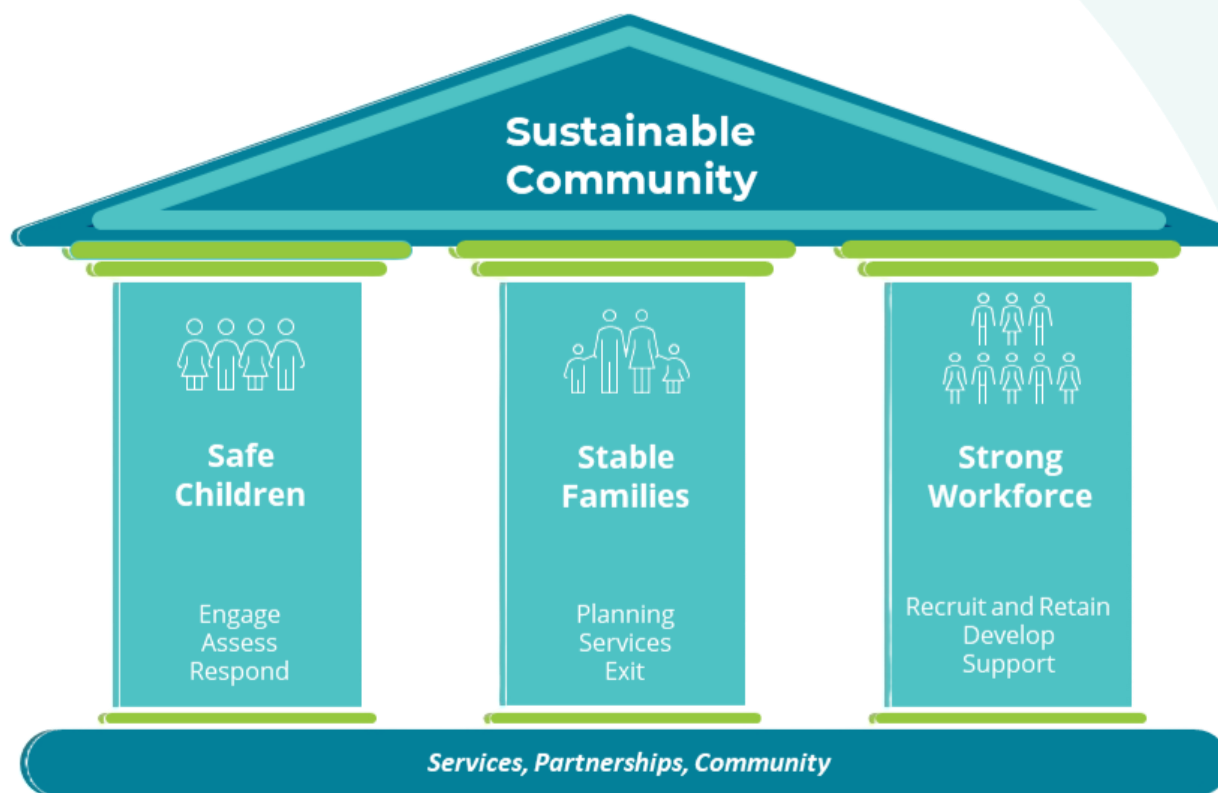 Sustainable
Community
Safe
Children
Engage
Assess
Respond
Stable
Families
Planning
Services
Exit
Strong
Workforce
Recruit and Retain
Develop
Support
Services, Partnerships, Community